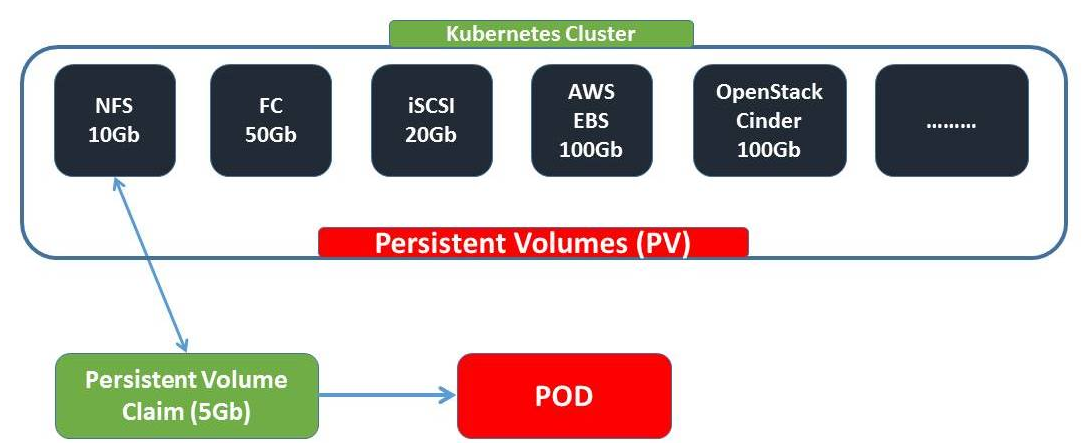 Kubernetes Cluster
NFS
10Gb
FC
50Gb
iSCSI
20Gb
AWS
EBS
100Gb
OpenStack
Cinder
100Gb
.........
Persistent Volumes (PV)
Persistent Volume
Claim (5Gb)
POD